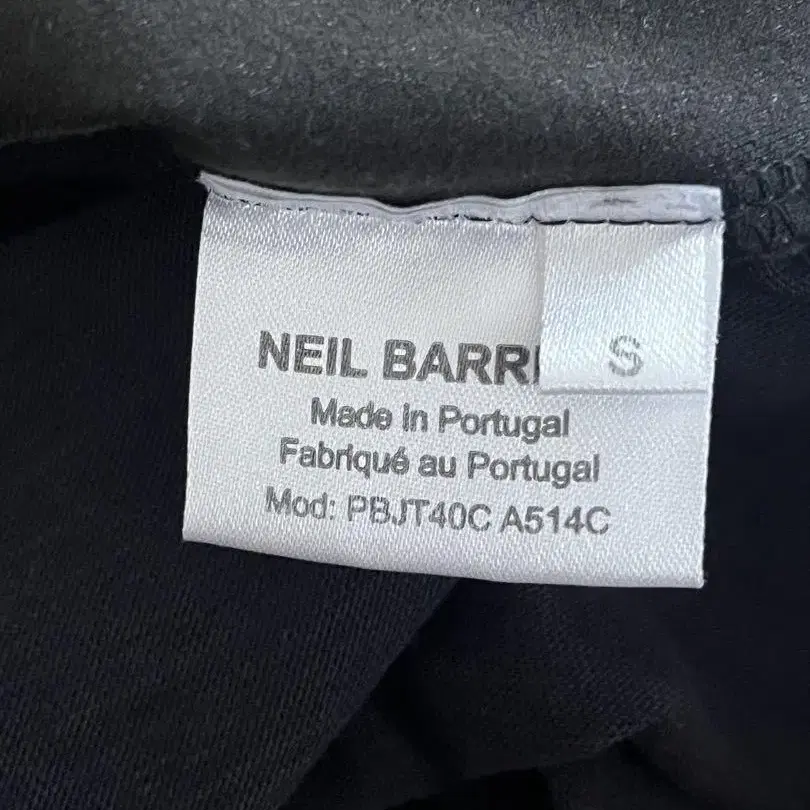 NEIL BARR
S
Made in Portugal
Fabriqué au Portugal
Mod: PBJT40C A514C